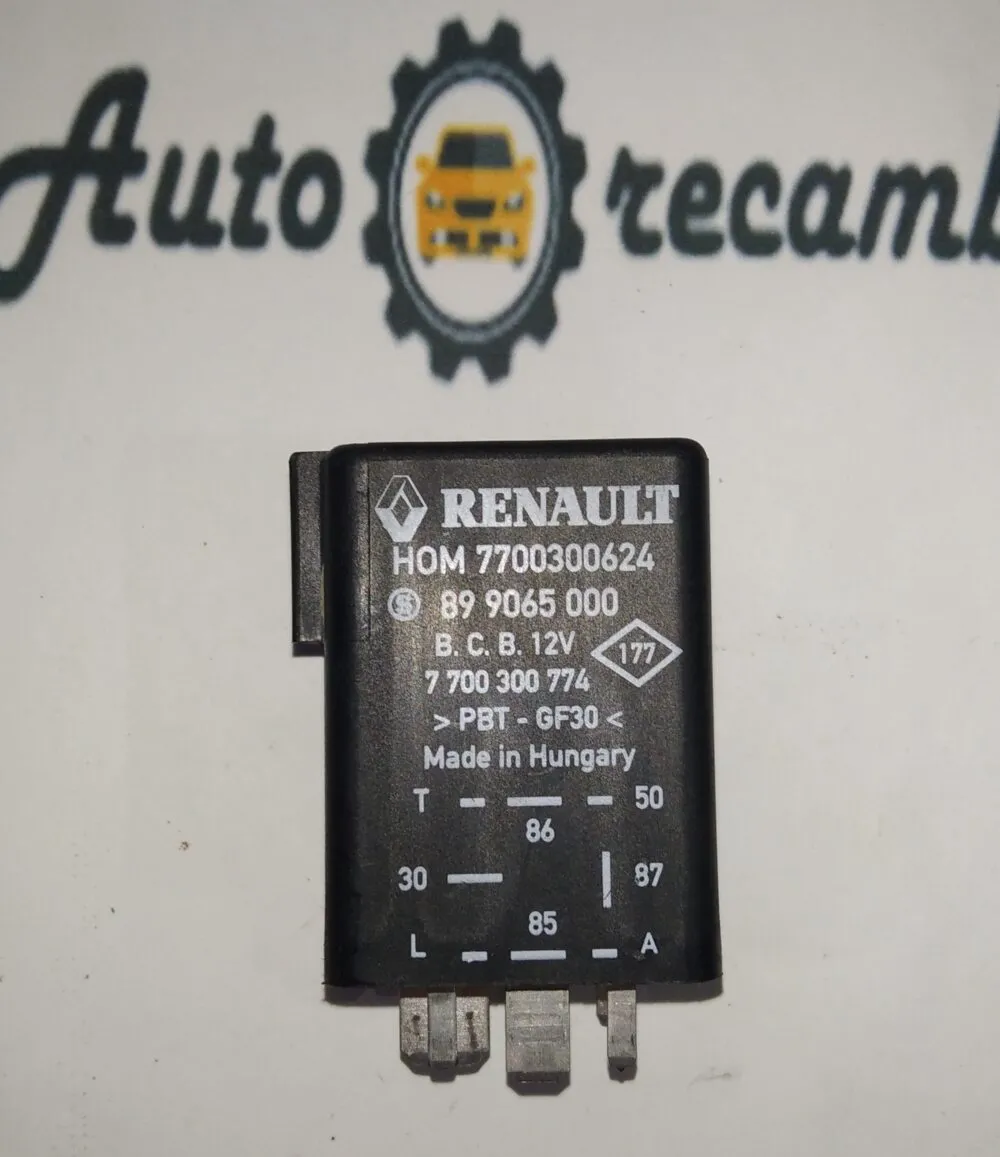 Auto recamb
RENAULT
HOM 7700300624
89 9065 000
B. C. B. 12V
177
7 700 300 774
> PBT - GF30 <
Made in Hungary
T 50
86
30 87
85
L A